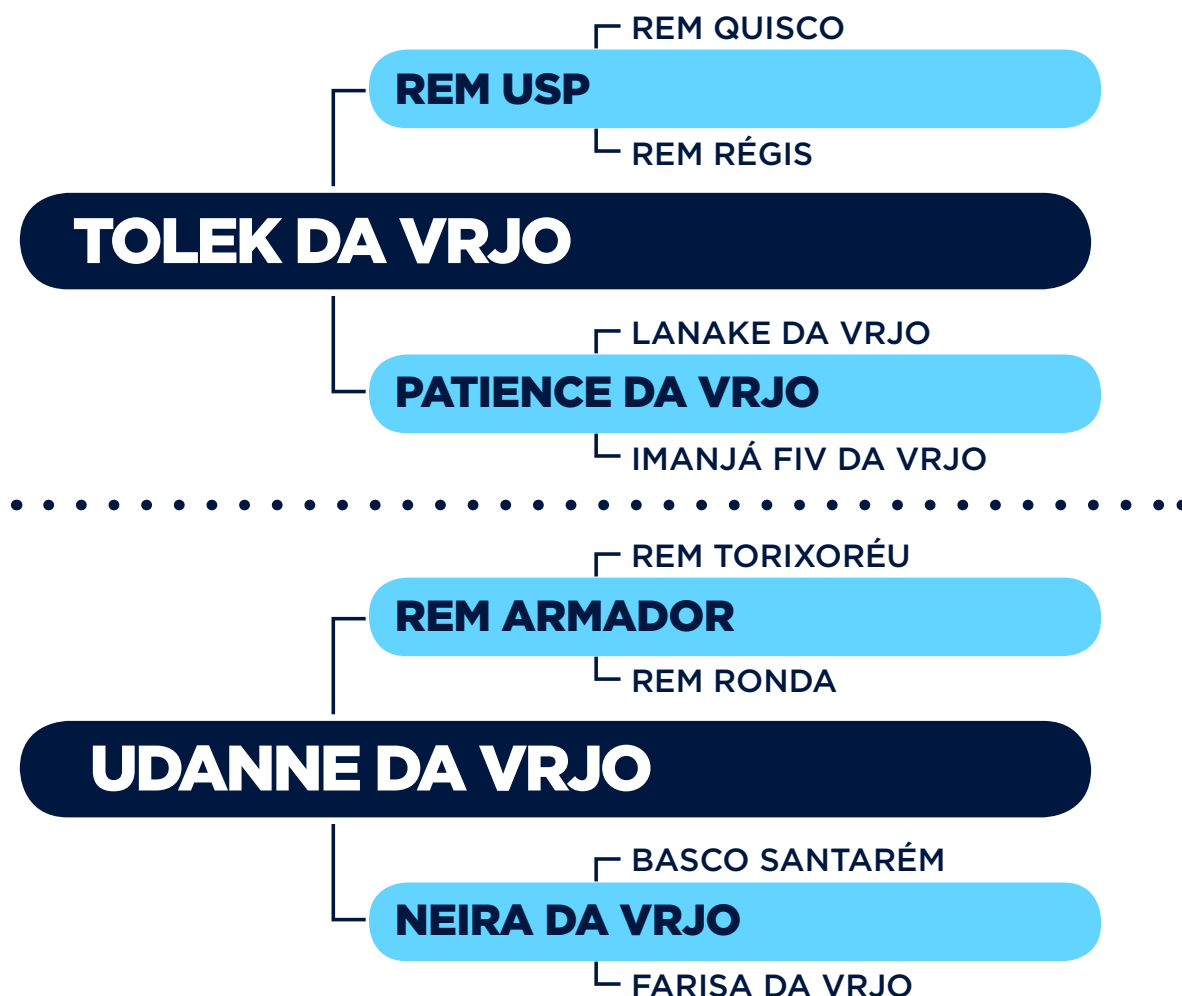 REM QUISCO
REM USP
REM RÉGIS
TOLEK DA VRJO
LANAKE DA VRJO
PATIENCE DA VRJO
IMANJÁ FIV DA VRJO
REM TORIXORÉU
REM ARMADOR
REM RONDA
UDANNE DA VRJO
BASCO SANTARÉM
NEIRA DA VRJO
FARISA DA VRJO